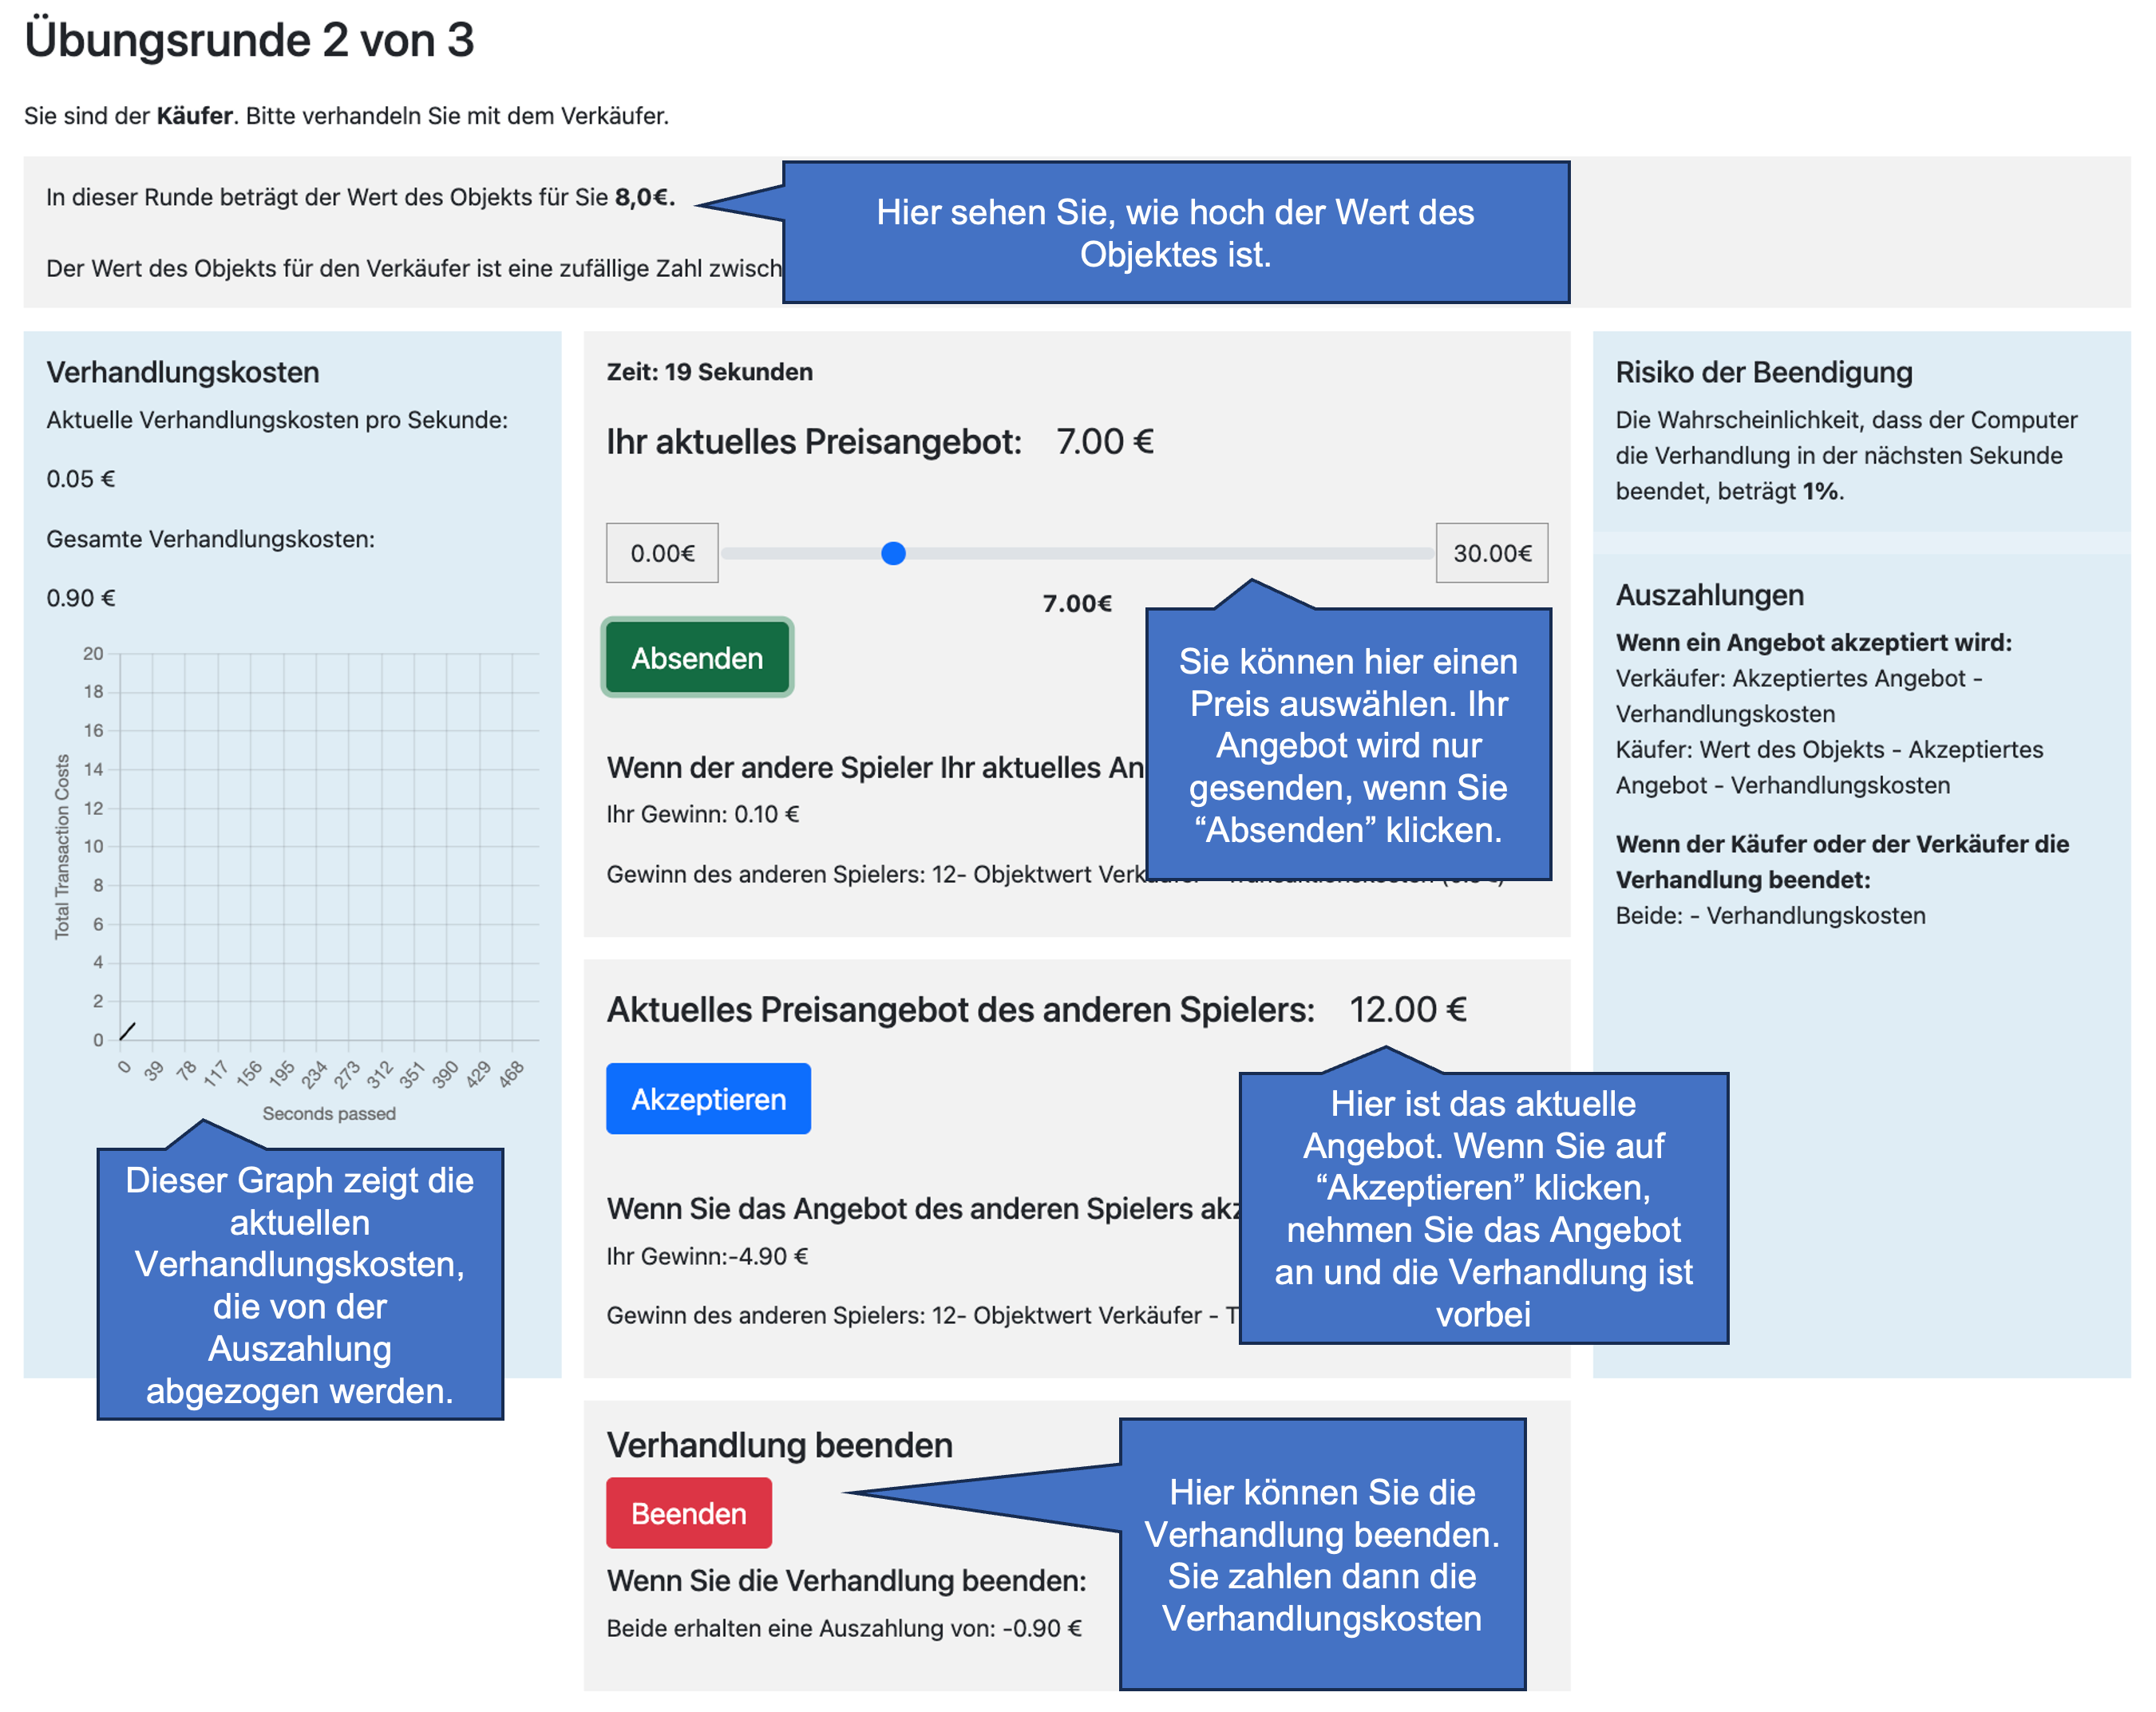 Übungsrunde 2 von 3
Sie sind der Käufer. Bitte verhandeln Sie mit dem Verkäufer.
In dieser Runde beträgt der Wert des Objekts für Sie 8,0€.
Der Wert des Objekts für den Verkäufer ist eine zufällige Zahl zwisch
Hier sehen Sie, wie hoch der Wert des
Objektes ist.
Verhandlungskosten
Aktuelle Verhandlungskosten pro Sekunde:
0.05 €
Gesamte Verhandlungskosten:
0.90 €
20
18
16
14
12
10
8
6
4
2
0
Total Transaction Costs
0 39 78 117 156 195 234 273 312 351 390 429 468
Seconds passed
Dieser Graph zeigt die
aktuellen
Verhandlungskosten,
die von der
Auszahlung
abgezogen werden.
Zeit: 19 Sekunden
Ihr aktuelles Preisangebot: 7.00 €
0.00€ 30.00€
7.00€
Absenden
Sie können hier einen
Preis auswählen. Ihr
Angebot wird nur
gesenden, wenn Sie
“Absenden” klicken.
Wenn der andere Spieler Ihr aktuelles An
Ihr Gewinn: 0.10 €
Gewinn des anderen Spielers: 12- Objektwert
Aktuelles Preisangebot des anderen Spielers: 12.00 €
Akzeptieren
Hier ist das aktuelle
Angebot. Wenn Sie auf
“Akzeptieren” klicken,
nehmen Sie das Angebot
an und die Verhandlung ist
vorbei
Wenn Sie das Angebot des anderen Spielers akz
Ihr Gewinn:-4.90 €
Gewinn des anderen Spielers: 12- Objektwert Verkäufer - T
Verhandlung beenden
Beenden
Wenn Sie die Verhandlung beenden:
Beide erhalten eine Auszahlung von: -0.90 €
Hier können Sie die
Verhandlung beenden.
Sie zahlen dann die
Verhandlungskosten
Risiko der Beendigung
Die Wahrscheinlichkeit, dass der Computer
die Verhandlung in der nächsten Sekunde
beendet, beträgt 1%.
Auszahlungen
Wenn ein Angebot akzeptiert wird:
Verkäufer: Akzeptiertes Angebot -
Verhandlungskosten
Käufer: Wert des Objekts - Akzeptiertes
Angebot - Verhandlungskosten
Wenn der Käufer oder der Verkäufer die
Verhandlung beendet:
Beide: - Verhandlungskosten